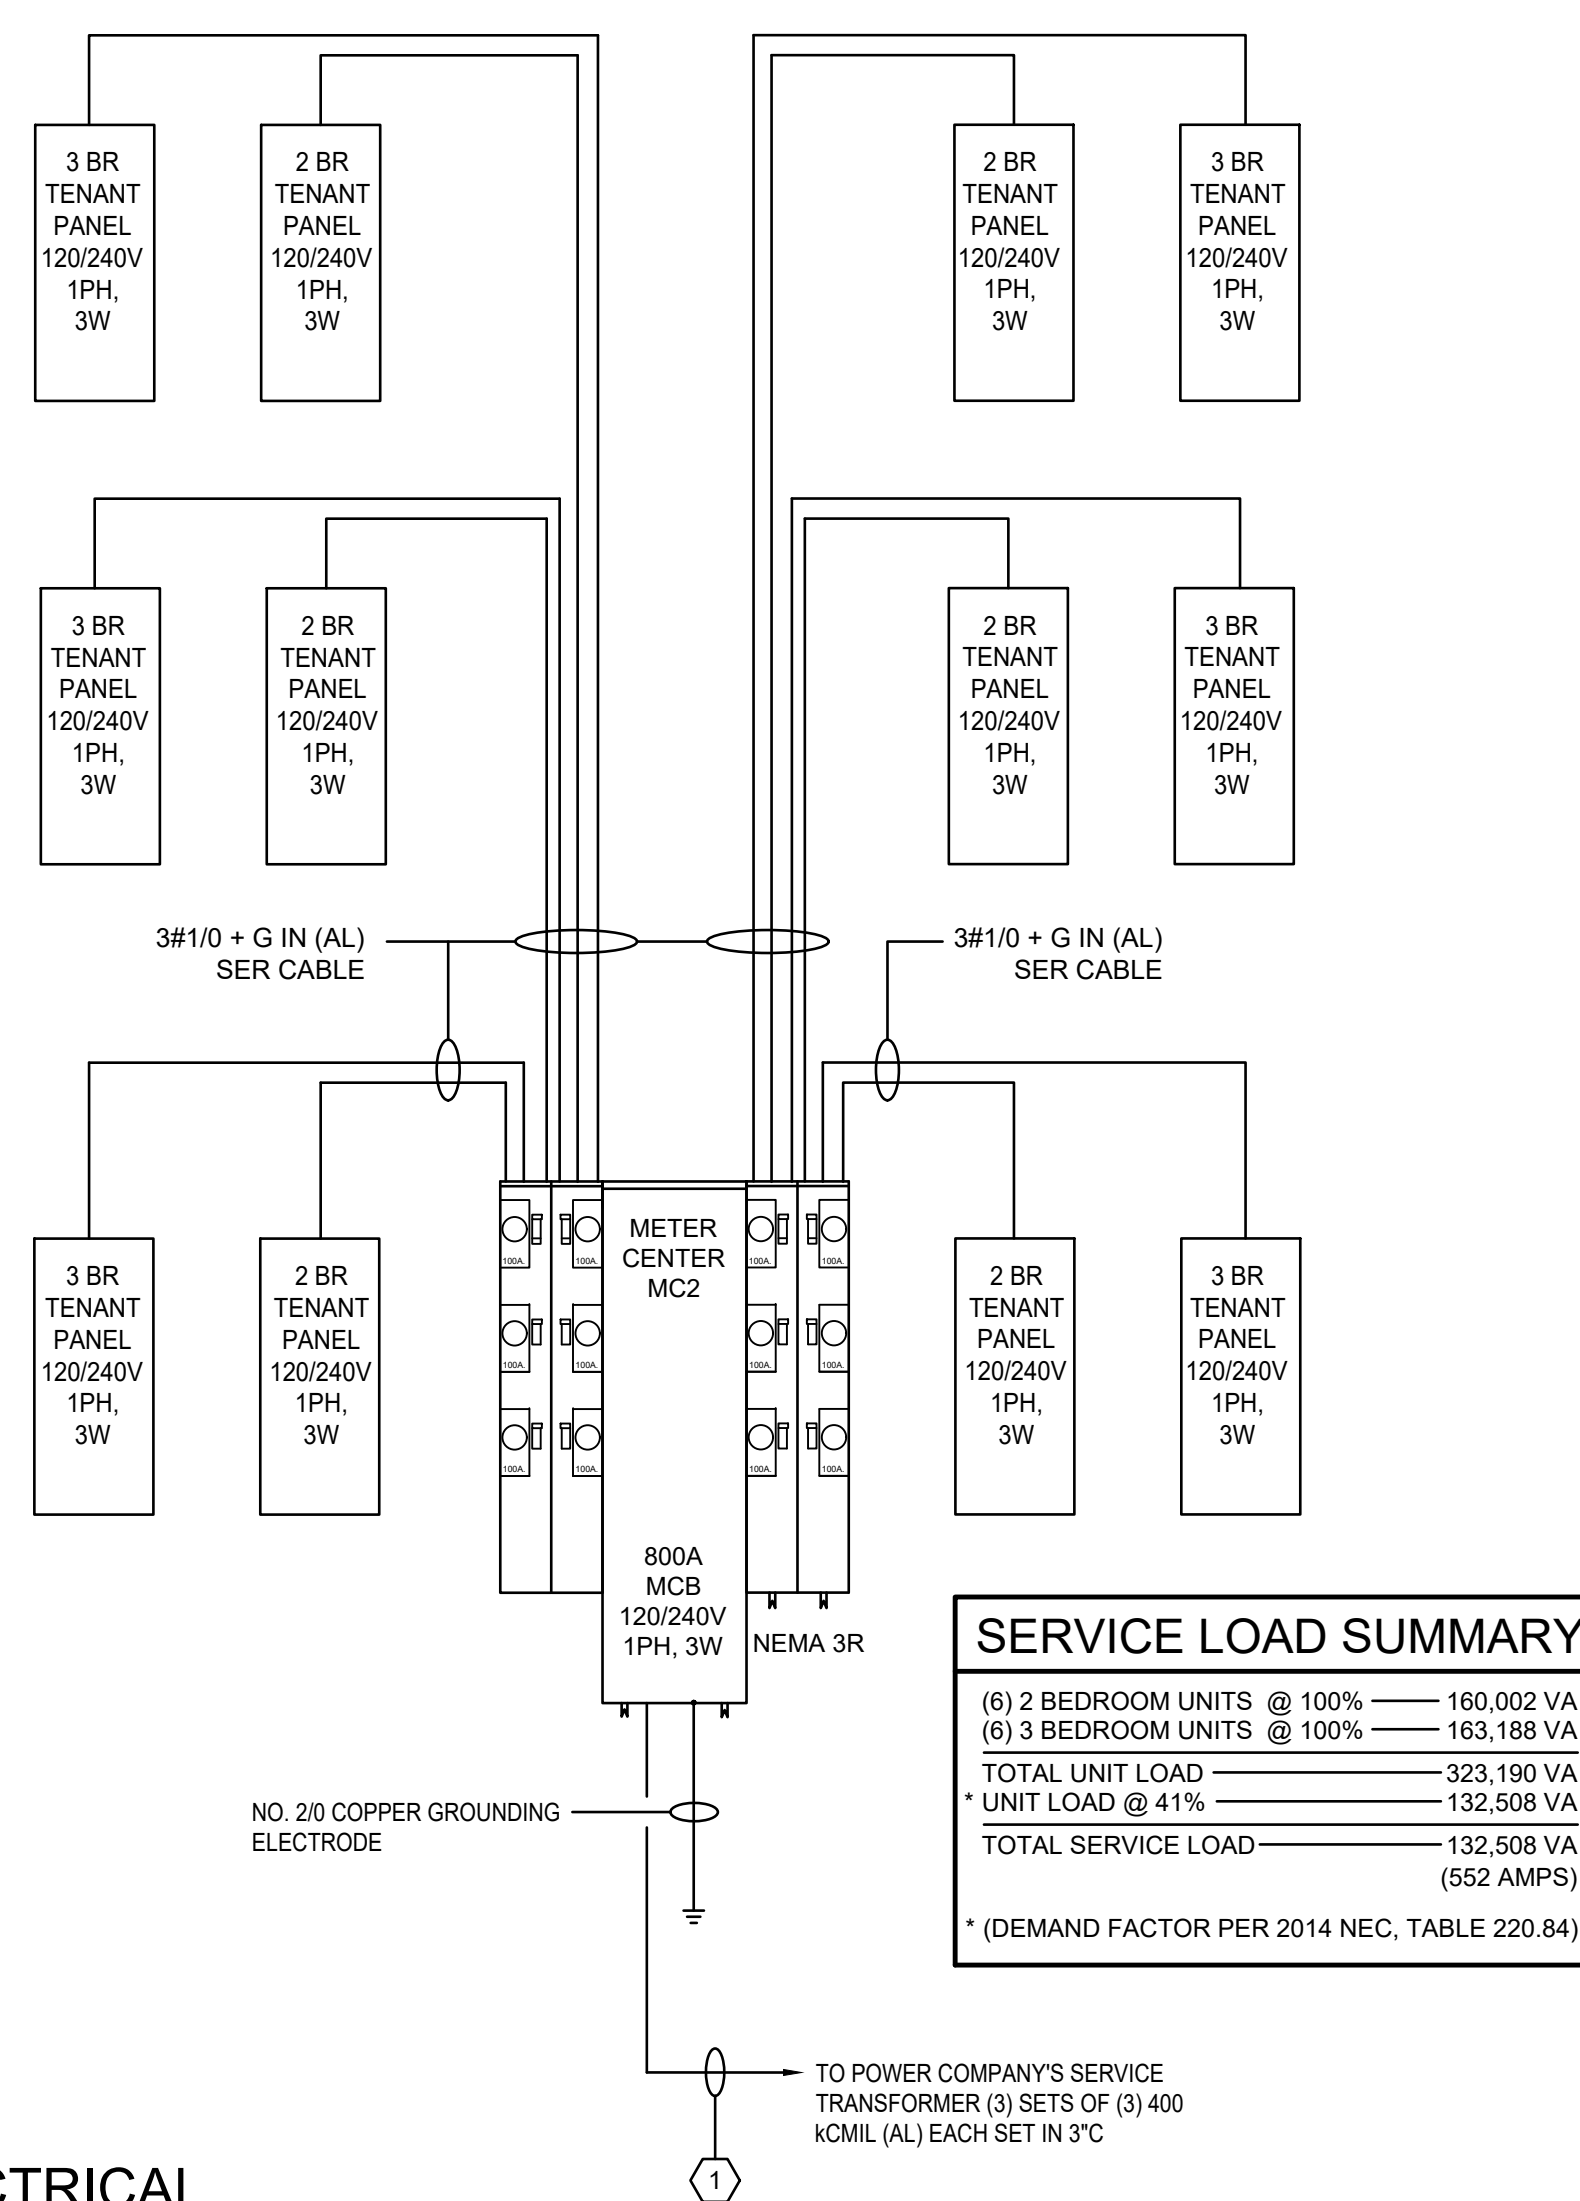 3 BR
TENANT
PANEL
120/240V
1PH,
3W
2 BR
TENANT
PANEL
120/240V
1PH,
3W
2 BR
TENANT
PANEL
120/240V
1PH,
3W
3 BR
TENANT
PANEL
120/240V
1PH,
3W
3 BR
TENANT
PANEL
120/240V
1PH,
3W
2 BR
TENANT
PANEL
120/240V
1PH,
3W
2 BR
TENANT
PANEL
120/240V
1PH,
3W
3 BR
TENANT
PANEL
120/240V
1PH,
3W
3#1/0 + G IN (AL)
SER CABLE
3#1/0 + G IN (AL)
SER CABLE
3 BR
TENANT
PANEL
120/240V
1PH,
3W
2 BR
TENANT
PANEL
120/240V
1PH,
3W
100A.
100A.
100A.
100A.
100A.
100A.
METER
CENTER
MC2
800A
MCB
120/240V
1PH, 3W
100A.
100A.
100A.
100A.
100A.
100A.
NEMA 3R
2 BR
TENANT
PANEL
120/240V
1PH,
3W
3 BR
TENANT
PANEL
120/240V
1PH,
3W
SERVICE LOAD SUMMARY
(6) 2 BEDROOM UNITS @ 100% 160,002 VA
(6) 3 BEDROOM UNITS @ 100% 163,188 VA
TOTAL UNIT LOAD 323,190 VA
* UNIT LOAD @ 41% 132,508 VA
TOTAL SERVICE LOAD 132,508 VA
(552 AMPS)
* (DEMAND FACTOR PER 2014 NEC, TABLE 220.84)
NO. 2/0 COPPER GROUNDING
ELECTRODE
TO POWER COMPANY'S SERVICE
TRANSFORMER (3) SETS OF (3) 400
kCMIL (AL) EACH SET IN 3"C
1